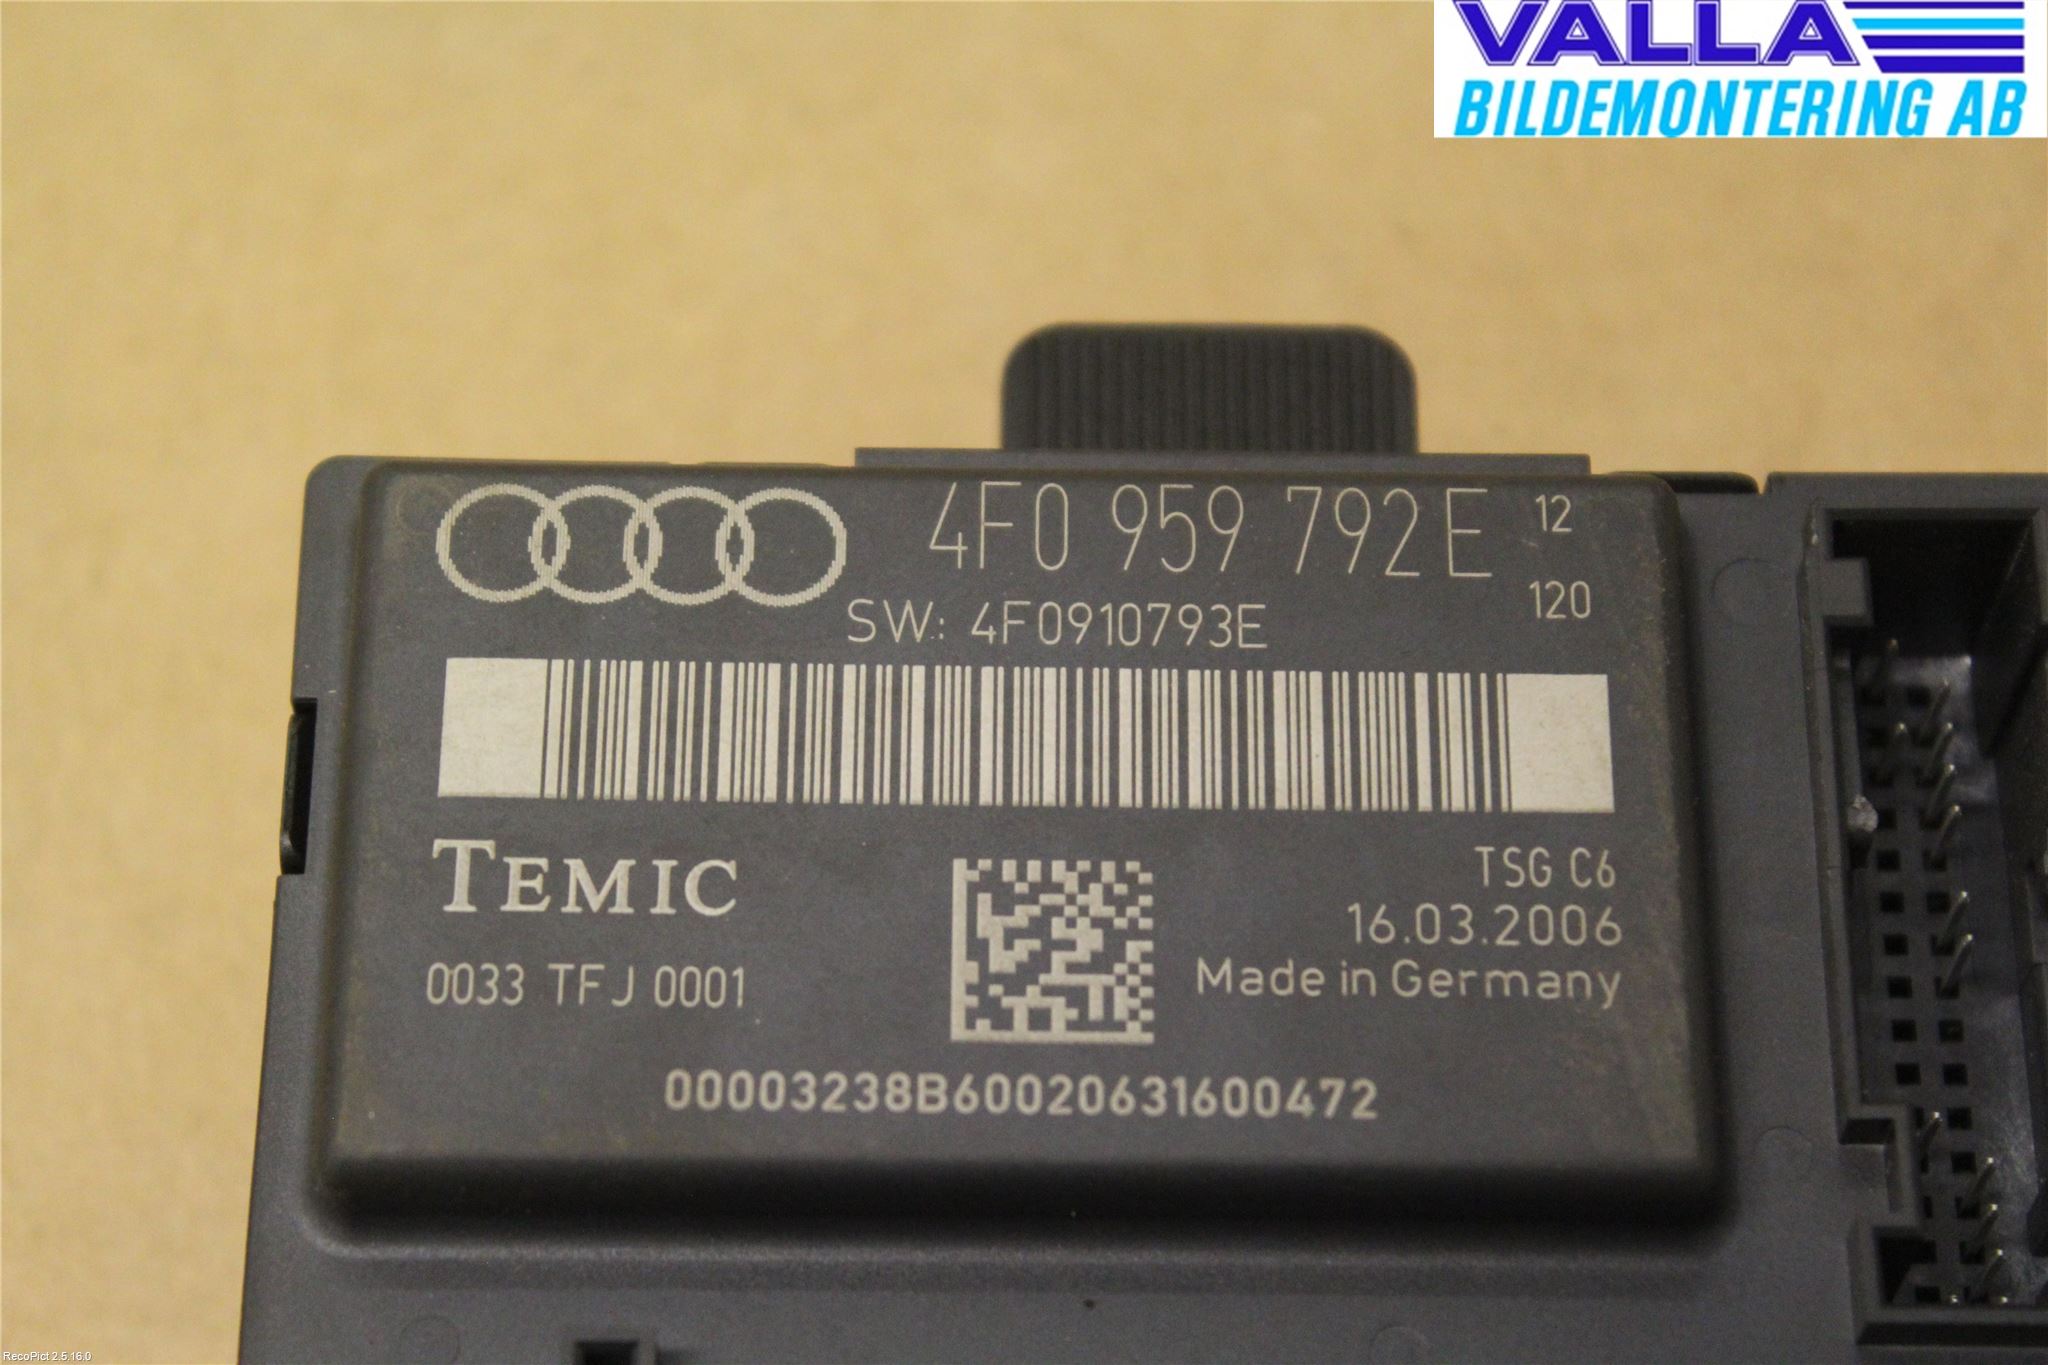 VALLA
BILDEMONTERING AB
4F0 959 792E 12
120
SW: 4F0910793E
TEMIC
TSG C6
16.03.2006
0033 TFJ 0001
Made in Germany
00003238B60020631600472
RecoPict 2.5.16.0